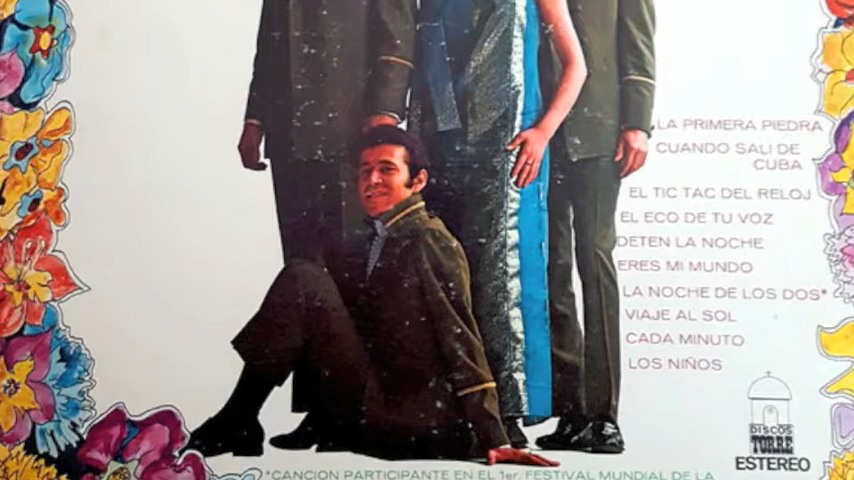 LA PRIMERA PIEDRA
CUANDO SALI DE
CUBA
EL TIC TAC DEL RELOJ
EL ECO DE TU VOZ
DETEN LA NOCHE
ERES MI MUNDO
LA NOCHE DE LOS DOS*
VIAJE AL SOL
CADA MINUTO
LOS NIÑOS
DISCOS
TORRE
ESTEREO
*CANCION PARTICIPANTE EN EL 1er. FESTIVAL MUNDIAL DE LA